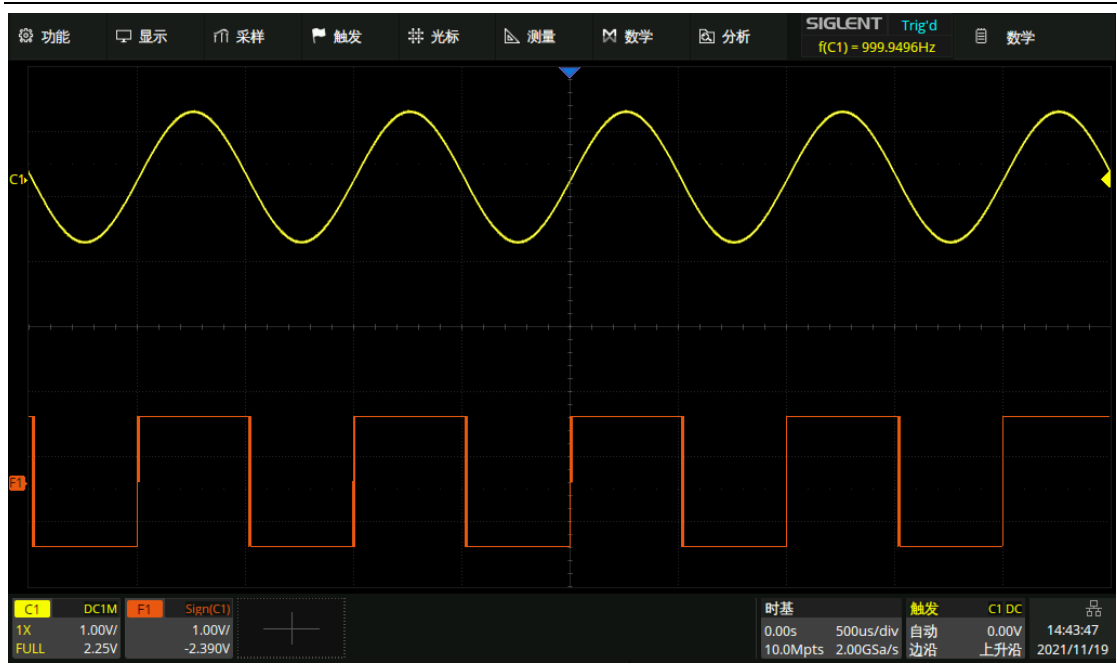 功能 显示 采样 触发 光标 测量 数学 分析 SIGLENT Trig'd 数学
f(C1) = 999.9496Hz
C1
F1
C1 DC1M F1 Sign(C1) 时基 触发 C1 DC
1X 1.00V/ 1.00V/ 0.00s 500us/div 自动 0.00V 14:43:47
FULL 2.25V -2.390V 10.0Mpts 2.00GSa/s 边沿 上升沿 2021/11/19